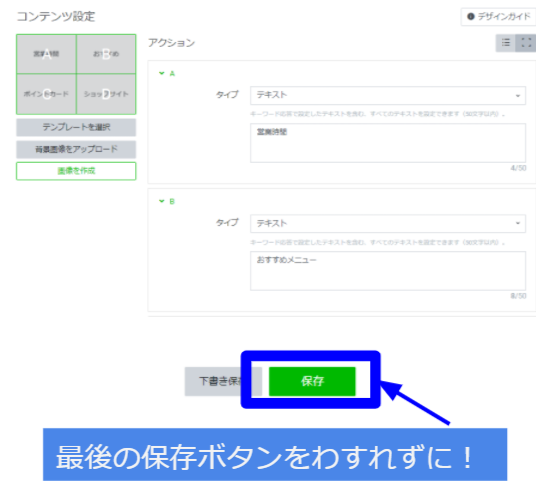 コンテンツ設定
デザインガイド
アクション
A
B
C
D
営業時間
おすすめ
ポイントカード
ショップサイト
テンプレートを選択
背景画像をアップロード
画像を作成
A
タイプ
テキスト
キーワード応答で設定したテキストを含む、すべてのテキストを設定できます（50文字以内）。
営業時間
4/50
B
タイプ
テキスト
キーワード応答で設定したテキストを含む、すべてのテキストを設定できます（50文字以内）。
おすすめメニュー
8/50
下書き保
保存
最後の保存ボタンをわすれずに！